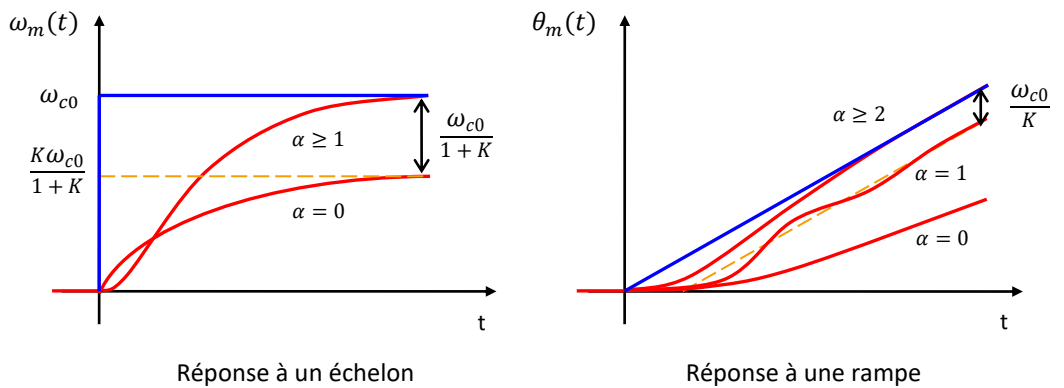 ω_m(t)
ω_c0
Kω_c0/(1 + K)
α ≥ 1
α = 0
ω_c0/(1 + K)
t
Réponse à un échelon
θ_m(t)
α ≥ 2
ω_c0/K
α = 1
α = 0
t
Réponse à une rampe